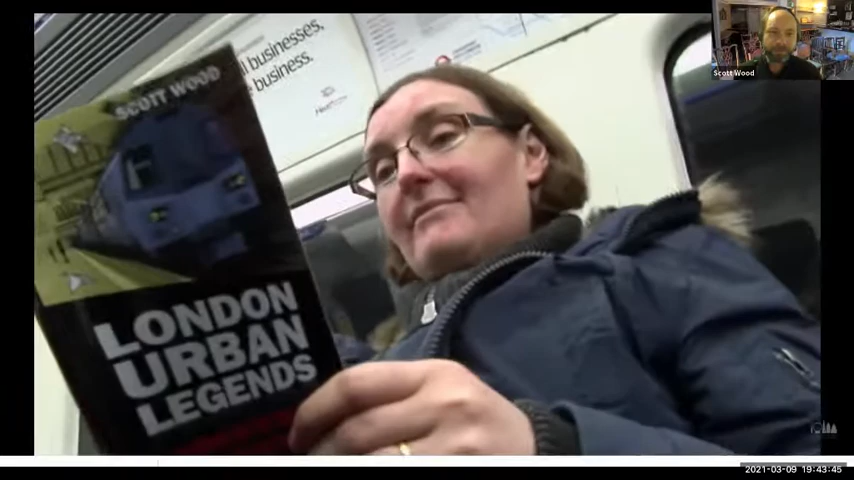 l businesses,
business.
SCOTT WOOD
LONDON
URBAN
LEGENDS
Scott Wood
2021-03-09 19:43:45